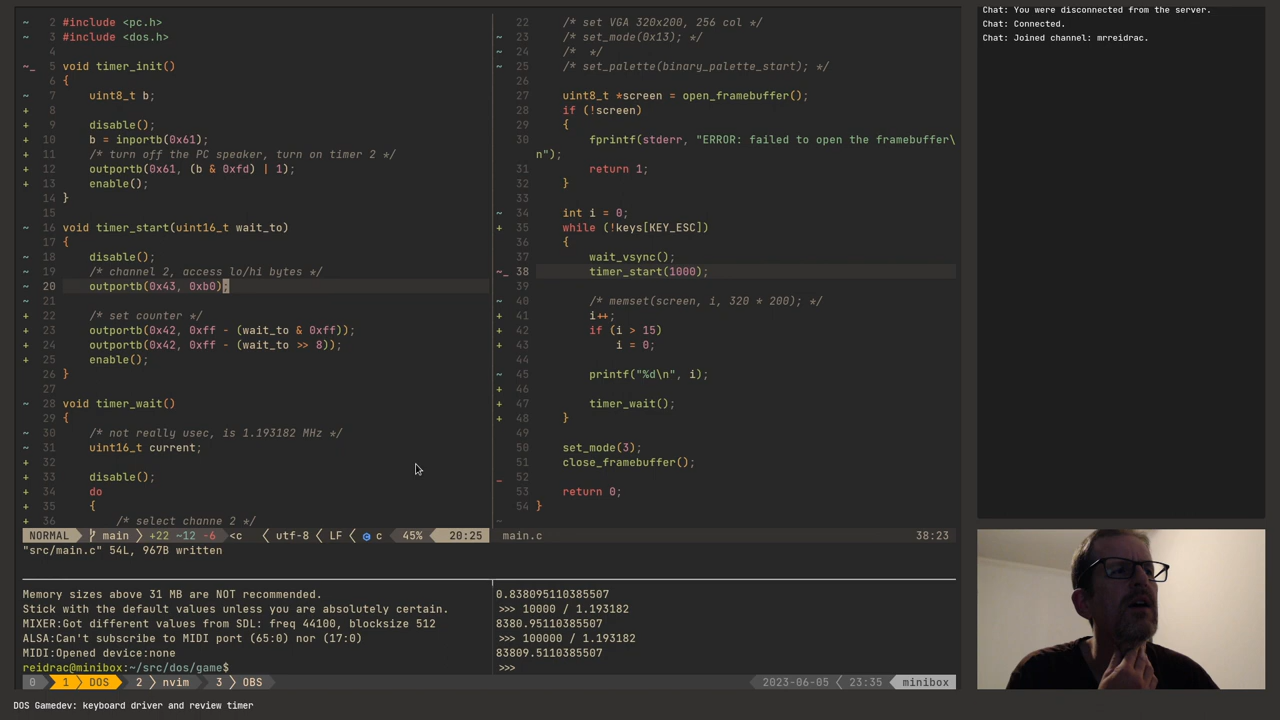 ~ 2 #include <pc.h>
~ 3 #include <dos.h>
4
~_ 5 void timer_init()
6 {
~ 7 uint8_t b;
+ 8
+ 9 disable();
+ 10 b = inportb(0x61);
+ 11 /* turn off the PC speaker, turn on timer 2 */
+ 12 outportb(0x61, (b & 0xfd) | 1);
+ 13 enable();
14 }
15
~ 16 void timer_start(uint16_t wait_to)
17 {
~ 18 disable();
~ 19 /* channel 2, access lo/hi bytes */
~ 20 outportb(0x43, 0xb0);
~ 21
+ 22 /* set counter */
+ 23 outportb(0x42, 0xff - (wait_to & 0xff));
+ 24 outportb(0x42, 0xff - (wait_to >> 8));
+ 25 enable();
26 }
27
~ 28 void timer_wait()
29 {
~ 30 /* not really usec, is 1.193182 MHz */
~ 31 uint16_t current;
+ 32
+ 33 disable();
+ 34 do
+ 35 {
+ 36 /* select channe 2 */
NORMAL main +22 ~12 -6 <c utf-8 LF c 45% 20:25
"src/main.c" 54L, 967B written
22 /* set VGA 320x200, 256 col */
~ 23 /* set_mode(0x13); */
~ 24 /* */
~ 25 /* set_palette(binary_palette_start); */
26
27 uint8_t *screen = open_framebuffer();
28 if (!screen)
29 {
30 fprintf(stderr, "ERROR: failed to open the framebuffer\
n");
31 return 1;
32 }
33
~ 34 int i = 0;
+ 35 while (!keys[KEY_ESC])
36 {
37 wait_vsync();
~_ 38 timer_start(1000);
39
~ 40 /* memset(screen, i, 320 * 200); */
+ 41 i++;
+ 42 if (i > 15)
+ 43 i = 0;
44
~ 45 printf("%d\n", i);
+ 46
+ 47 timer_wait();
+ 48 }
49
50 set_mode(3);
51 close_framebuffer();
_ 52
53 return 0;
54 }
~
main.c 38:23
Memory sizes above 31 MB are NOT recommended.
Stick with the default values unless you are absolutely certain.
MIXER:Got different values from SDL: freq 44100, blocksize 512
ALSA:Can't subscribe to MIDI port (65:0) nor (17:0)
MIDI:Opened device:none
reidrac@minibox:~/src/dos/game$
0.838095110385507
>>> 10000 / 1.193182
8380.95110385507
>>> 100000 / 1.193182
83809.5110385507
>>>
0 1 DOS 2 nvim 3 OBS 2023-06-05 23:35 minibox
Chat: You were disconnected from the server.
Chat: Connected.
Chat: Joined channel: mrreidrac.
DOS Gamedev: keyboard driver and review timer